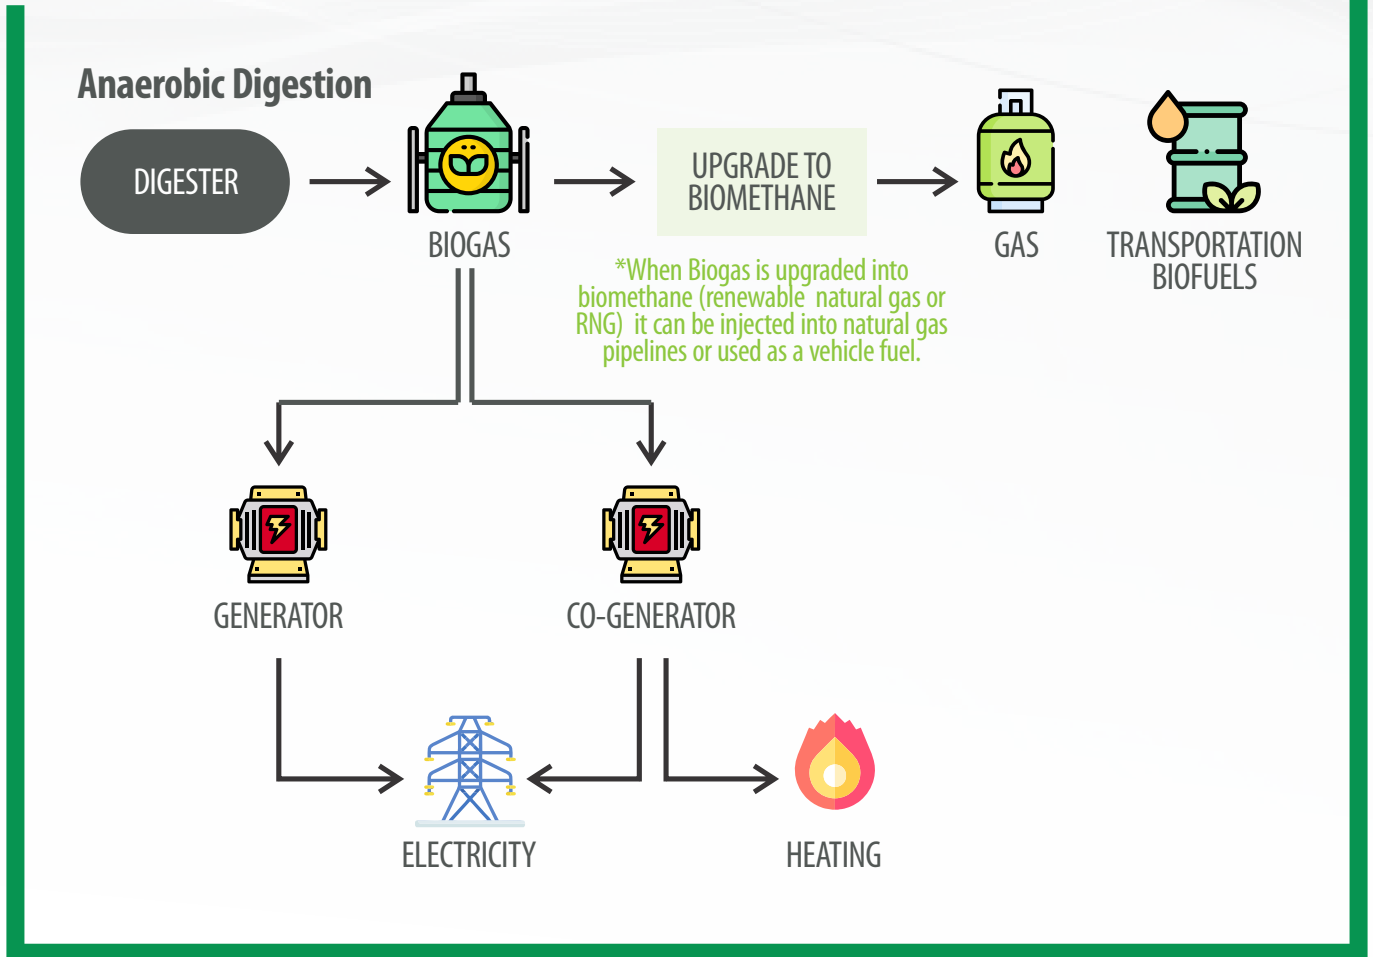 Anaerobic Digestion
DIGESTER
BIOGAS
UPGRADE TO
BIOMETHANE
GAS
TRANSPORTATION
BIOFUELS
*When Biogas is upgraded into
biomethane (renewable natural gas or
RNG) it can be injected into natural gas
pipelines or used as a vehicle fuel.
GENERATOR
CO-GENERATOR
ELECTRICITY
HEATING